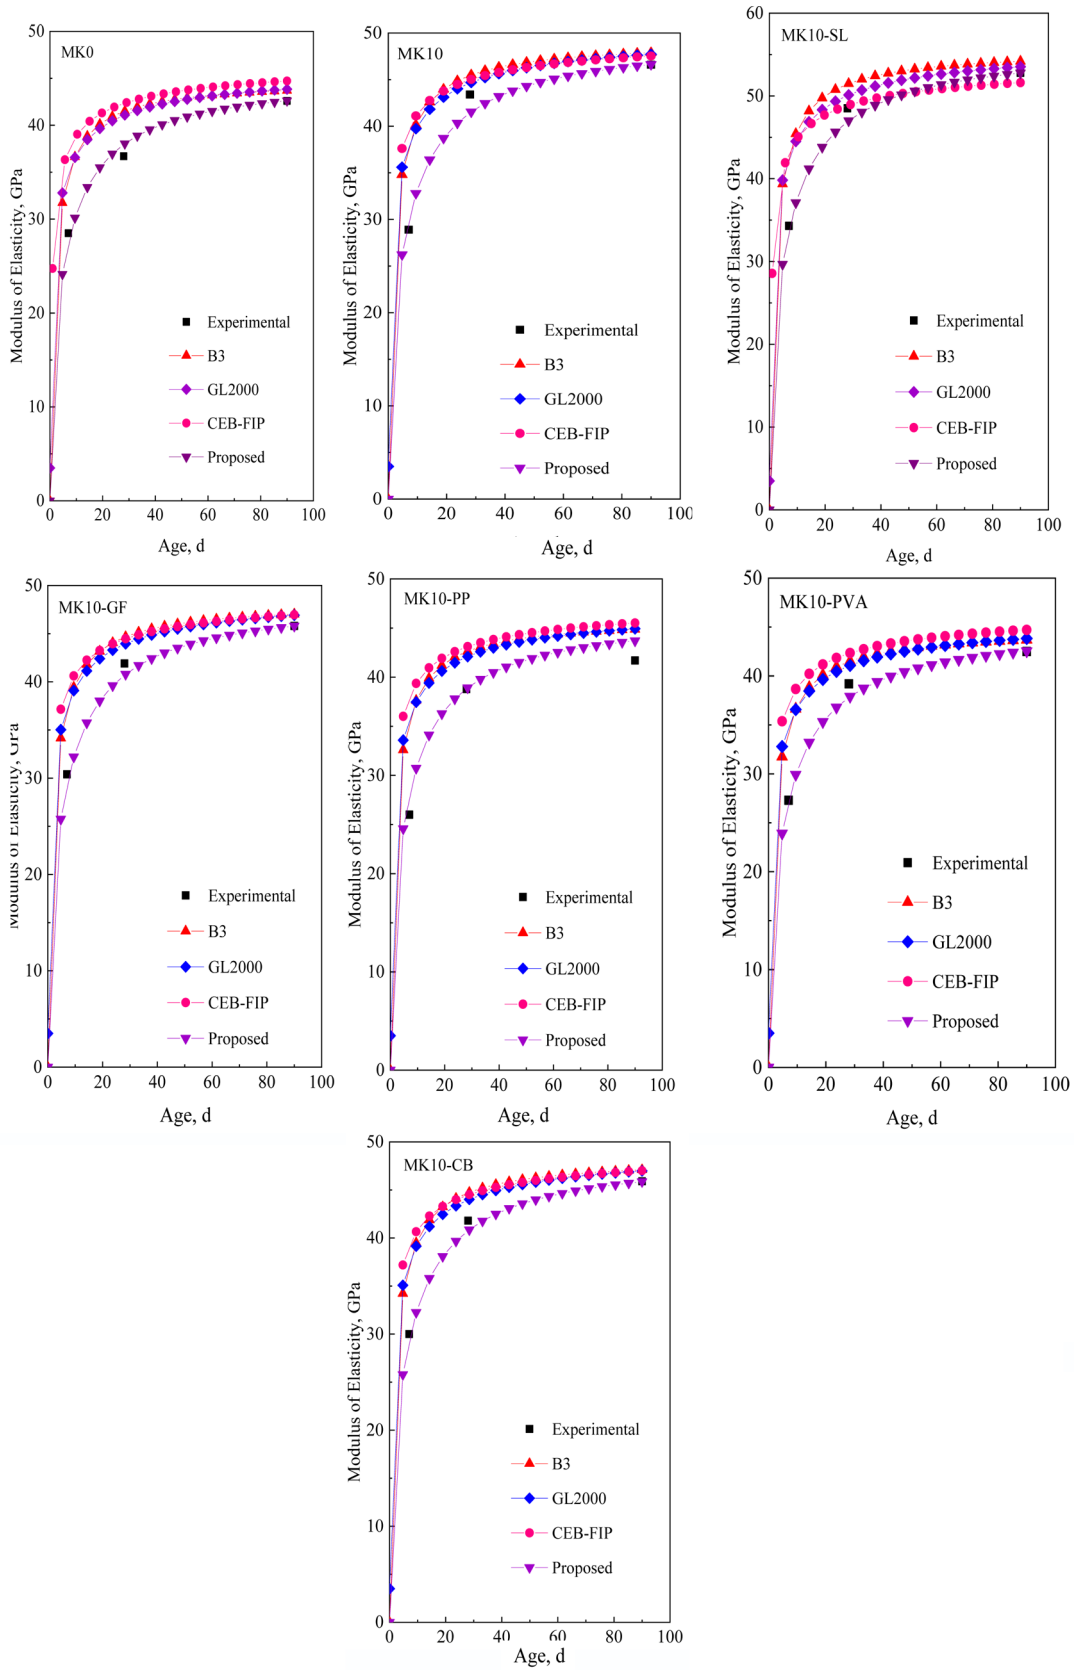 MK0
Modulus of Elasticity, GPa
50
40
30
20
10
0
Experimental
B3
GL2000
CEB-FIP
Proposed
0 20 40 60 80 100
Age, d
MK10
Modulus of Elasticity, GPa
50
40
30
20
10
0
Experimental
B3
GL2000
CEB-FIP
Proposed
0 20 40 60 80 100
Age, d
MK10-SL
Modulus of Elasticity, GPa
60
50
40
30
20
10
0
Experimental
B3
GL2000
CEB-FIP
Proposed
0 20 40 60 80 100
Age, d
MK10-GF
Modulus of Elasticity, GPa
50
40
30
20
10
0
Experimental
B3
GL2000
CEB-FIP
Proposed
0 20 40 60 80 100
Age, d
MK10-PP
Modulus of Elasticity, GPa
50
40
30
20
10
0
Experimental
B3
GL2000
CEB-FIP
Proposed
0 20 40 60 80 100
Age, d
MK10-PVA
Modulus of Elasticity, GPa
50
40
30
20
10
0
Experimental
B3
GL2000
CEB-FIP
Proposed
0 20 40 60 80 100
Age, d
MK10-CB
Modulus of Elasticity, GPa
50
40
30
20
10
0
Experimental
B3
GL2000
CEB-FIP
Proposed
0 20 40 60 80 100
Age, d